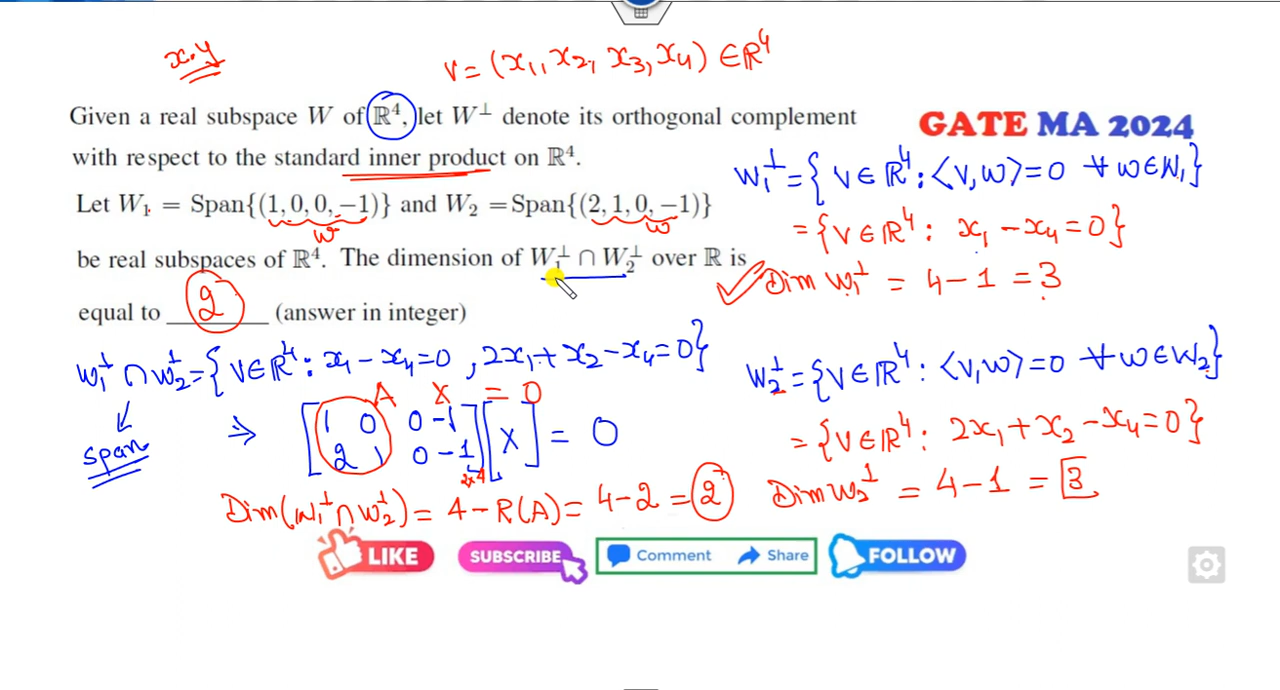 x.y
v = (x₁, x₂, x₃, x₄) ∈ ℝ⁴
Given a real subspace W of ℝ⁴, let W⊥ denote its orthogonal complement
with respect to the standard inner product on ℝ⁴.
Let W₁ = Span{(1, 0, 0, −1)} and W₂ =Span{(2, 1, 0, −1)}
w w
be real subspaces of ℝ⁴. The dimension of W₁⊥ ∩ W₂⊥ over ℝ is
equal to 2 (answer in integer)
GATE MA 2024
W₁⊥ = { v ∈ ℝ⁴ : <v, w> = 0 ∀ w ∈ W₁}
= {v ∈ ℝ⁴ : x₁ − x₄ = 0}
Dim W₁⊥ = 4 − 1 = 3
W₁⊥ ∩ W₂⊥ = {v ∈ ℝ⁴ : x₁ − x₄ = 0 , 2x₁ + x₂ − x₄ = 0}
span
A X = 0
⇒ [1 0 0 -1
2 1 0 -1]₂ₓ₄ [X] = 0
Dim(W₁⊥ ∩ W₂⊥) = 4 − R(A) = 4 − 2 = 2
W₂⊥ = {v ∈ ℝ⁴ : <v, w> = 0 ∀ w ∈ W₂}
= {v ∈ ℝ⁴ : 2x₁ + x₂ − x₄ = 0}
Dim W₂⊥ = 4 − 1 = 3
LIKE
SUBSCRIBE
Comment
Share
FOLLOW